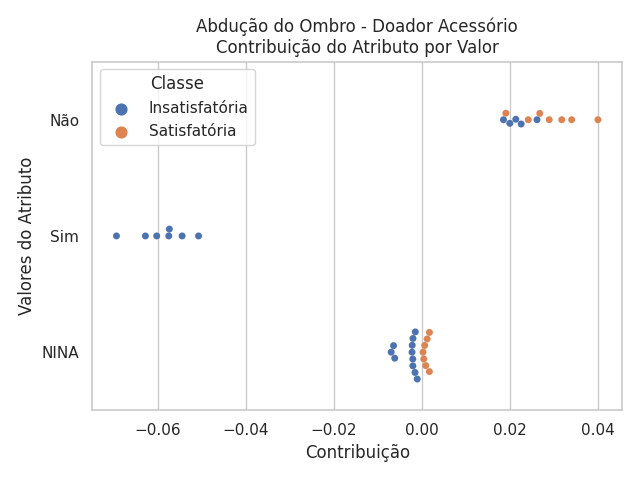 Abdução do Ombro - Doador Acessório
Contribuição do Atributo por Valor
Classe
Insatisfatória
Satisfatória
Valores do Atributo
Não
Sim
NINA
−0.06 −0.04 −0.02 0.00 0.02 0.04
Contribuição